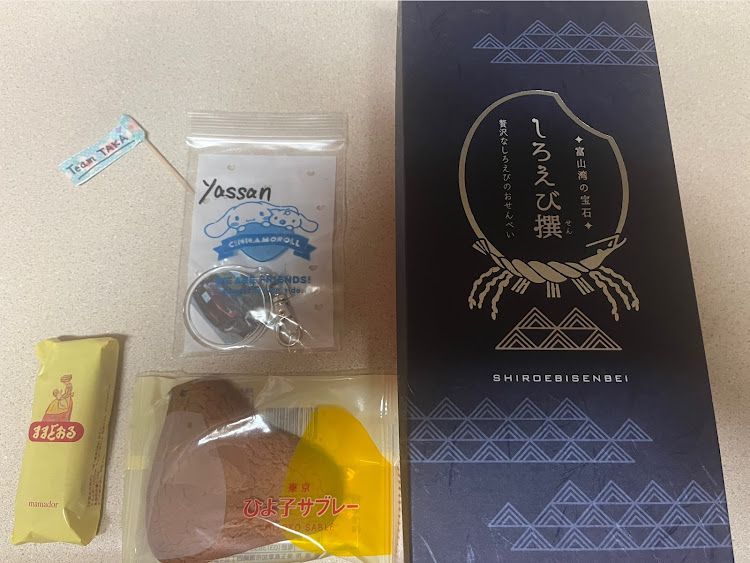 Team TAKA
yassan
CINNAMOROLL
FRIENDS!
ままどおる
mamador
東京
ひよ子サブレー
SABLE
✦富山湾の宝石✦
しろえび撰
せん
贅沢なしろえびのおせんべい
SHIROEBISENBEI